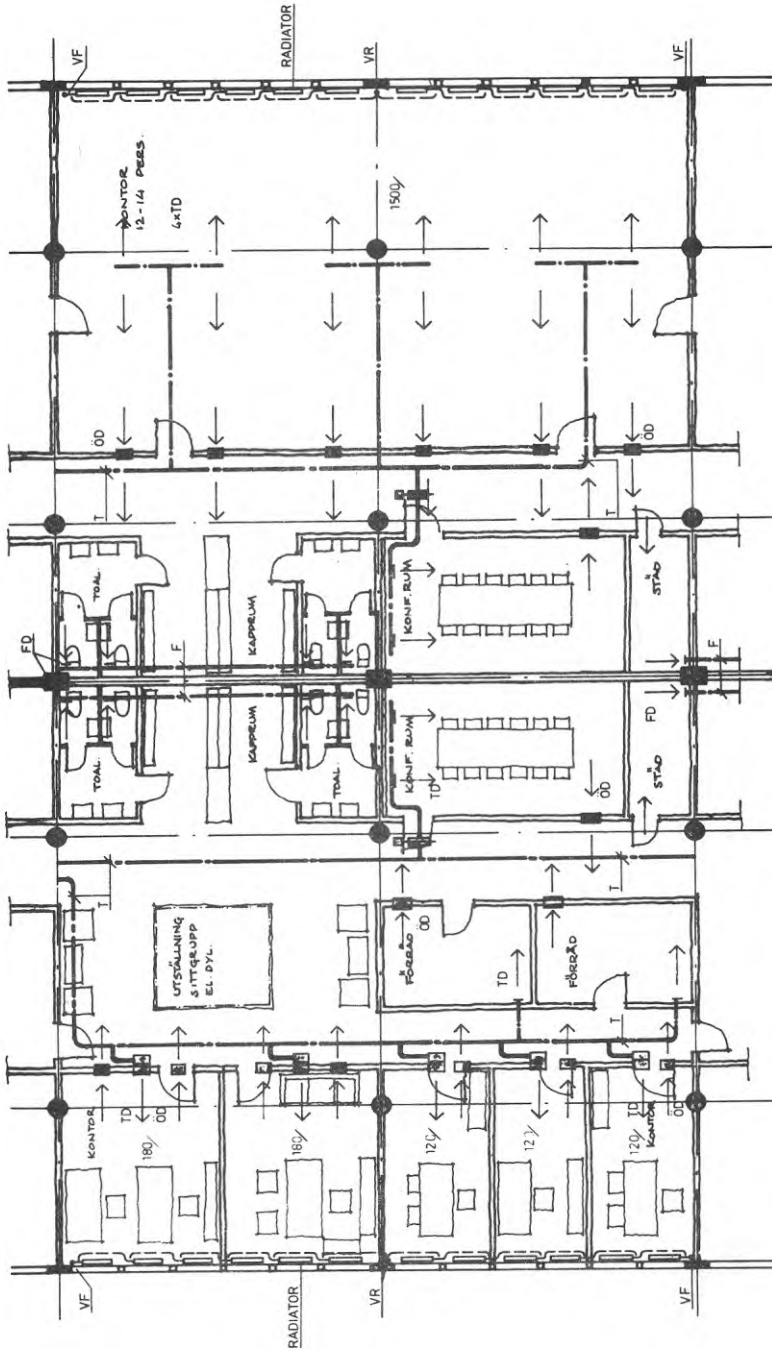 VF
VR
VF
RADIATOR
KONTOR
12-14 PERS.
4xTD
1500/
ÖD
ÖD
T
T
FD
TOAL.
KAPPRUM
TOAL.
KONF. RUM
STÄD
F
F
TOAL.
KAPPRUM
TOAL.
KONF. RUM
FD
STÄD
TD
ÖD
T
T
UTSTÄLLNING
SITTGRUPP
EL. DYL.
ÖD
FÖRRÅD
TD
FÖRRÅD
T
KONTOR
TD
ÖD
180/
180/
120/
120/
120/
TD
ÖD
KONTOR
VF
RADIATOR
VR
VF